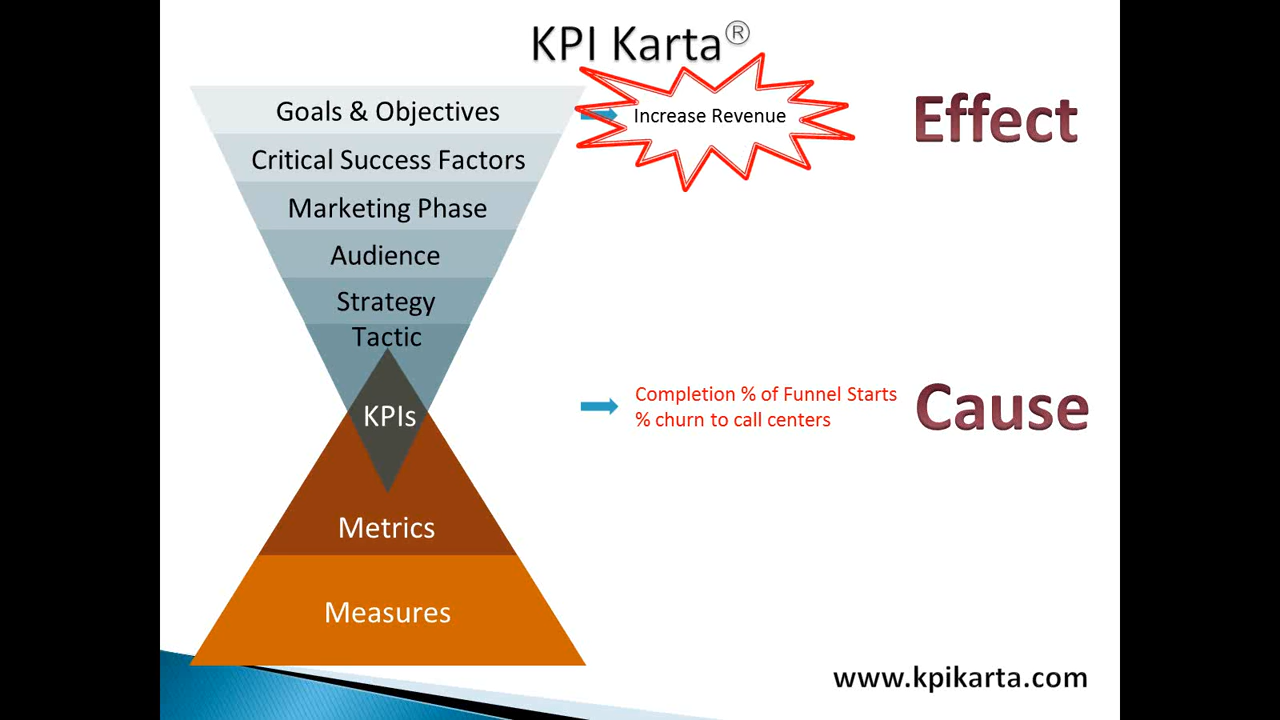 KPI Karta®
Goals & Objectives
Increase Revenue
Effect
Critical Success Factors
Marketing Phase
Audience
Strategy
Tactic
KPIs
Completion % of Funnel Starts
% churn to call centers
Cause
Metrics
Measures
www.kpikarta.com